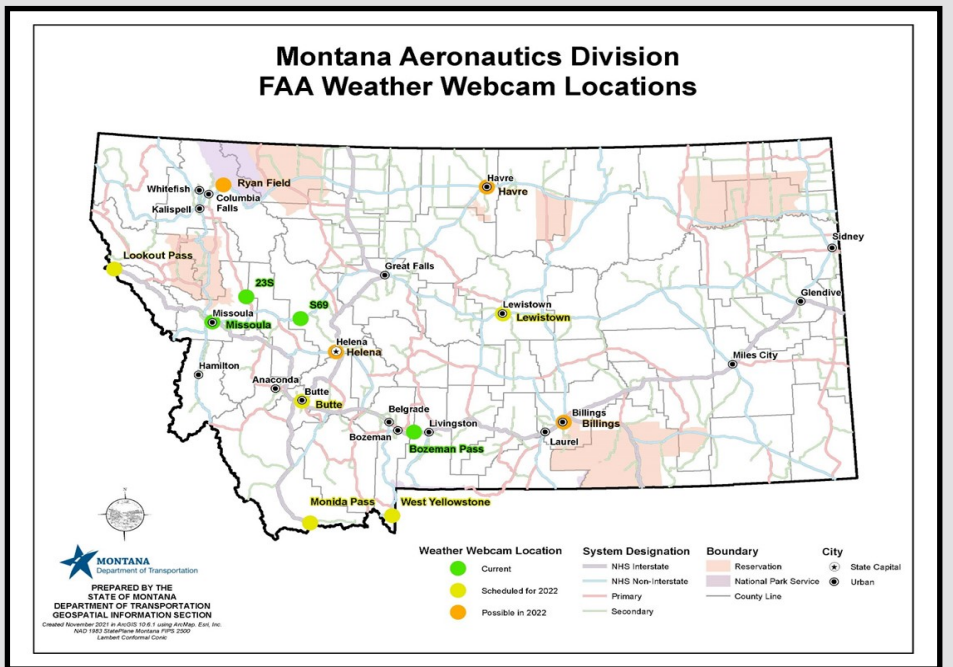 Montana Aeronautics Division
FAA Weather Webcam Locations
Whitefish
Ryan Field
Columbia
Falls
Kalispell
Havre
Havre
Sidney
Lookout Pass
Great Falls
23S
Glendive
S69
Lewistown
Lewistown
Missoula
Missoula
Helena
Helena
Miles City
Hamilton
Anaconda
Butte
Butte
Belgrade
Livingston
Bozeman
Bozeman Pass
Billings
Billings
Laurel
Monida Pass
West Yellowstone
MONTANA
Department of Transportation
PREPARED BY THE
STATE OF MONTANA
DEPARTMENT OF TRANSPORTATION
GEOSPATIAL INFORMATION SECTION
Created November 2021 in ArcGIS 10.6.1 using ArcMap, Esri, Inc.
NAD 1983 StatePlane Montana FIPS 2500
Lambert Conformal Conic
Weather Webcam Location
Current
Scheduled for 2022
Possible in 2022
System Designation
NHS Interstate
NHS Non-Interstate
Primary
Secondary
Boundary
Reservation
National Park Service
County Line
City
State Capital
Urban